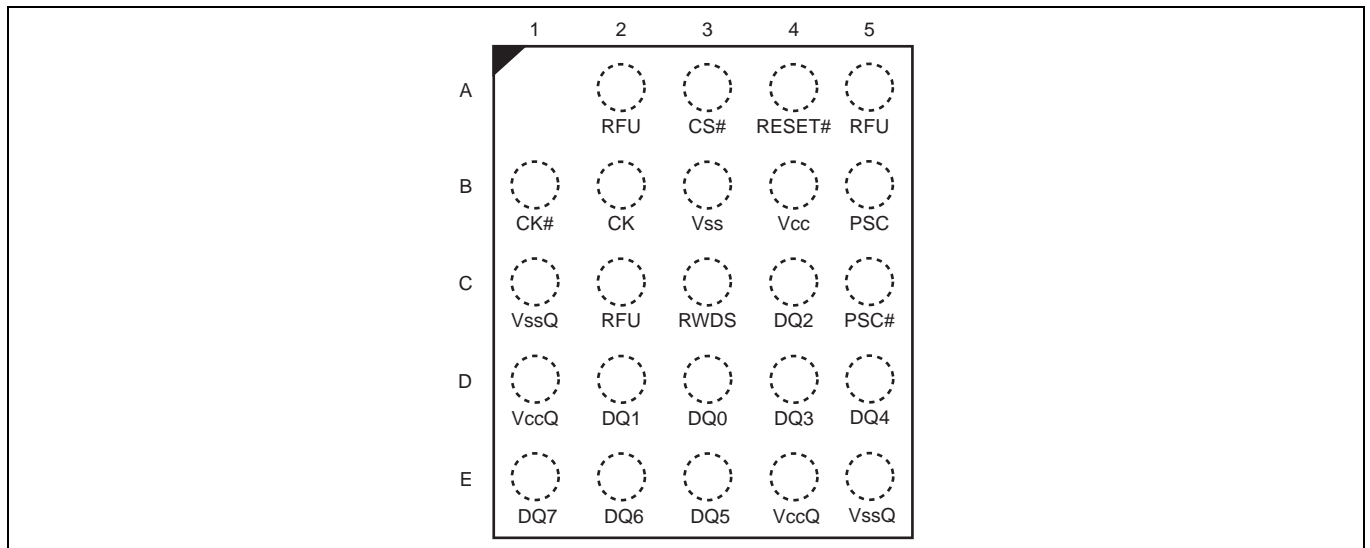 1 2 3 4 5
A
RFU CS# RESET# RFU
B
CK# CK Vss Vcc PSC
C
VssQ RFU RWDS DQ2 PSC#
D
VccQ DQ1 DQ0 DQ3 DQ4
E
DQ7 DQ6 DQ5 VccQ VssQ